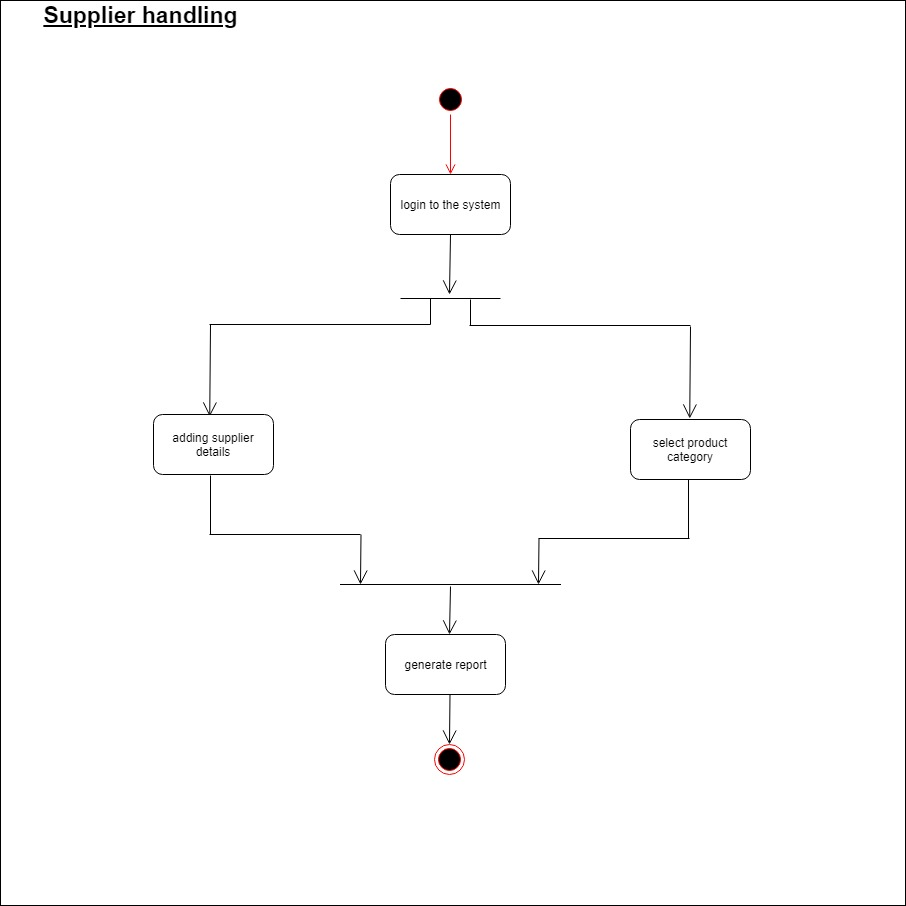 Supplier handling
login to the system
adding supplier
details
select product
category
generate report